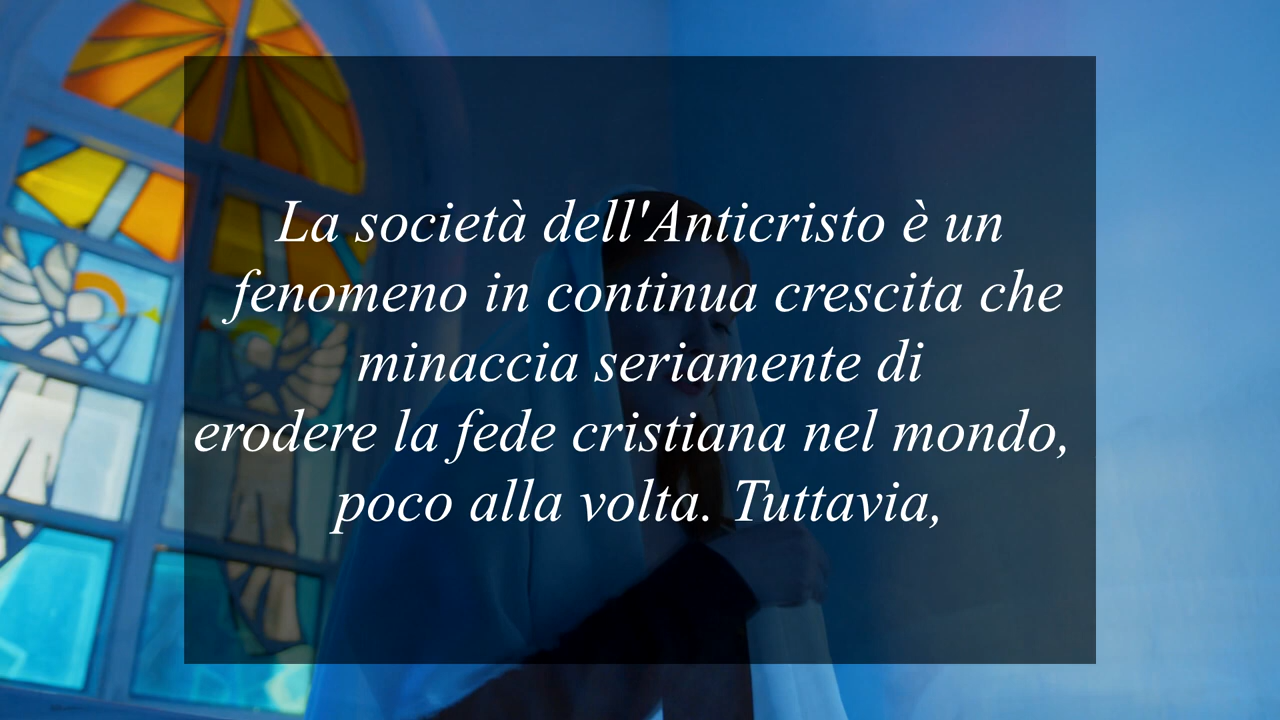 La società dell'Anticristo è un
fenomeno in continua crescita che
minaccia seriamente di
erodere la fede cristiana nel mondo,
poco alla volta. Tuttavia,